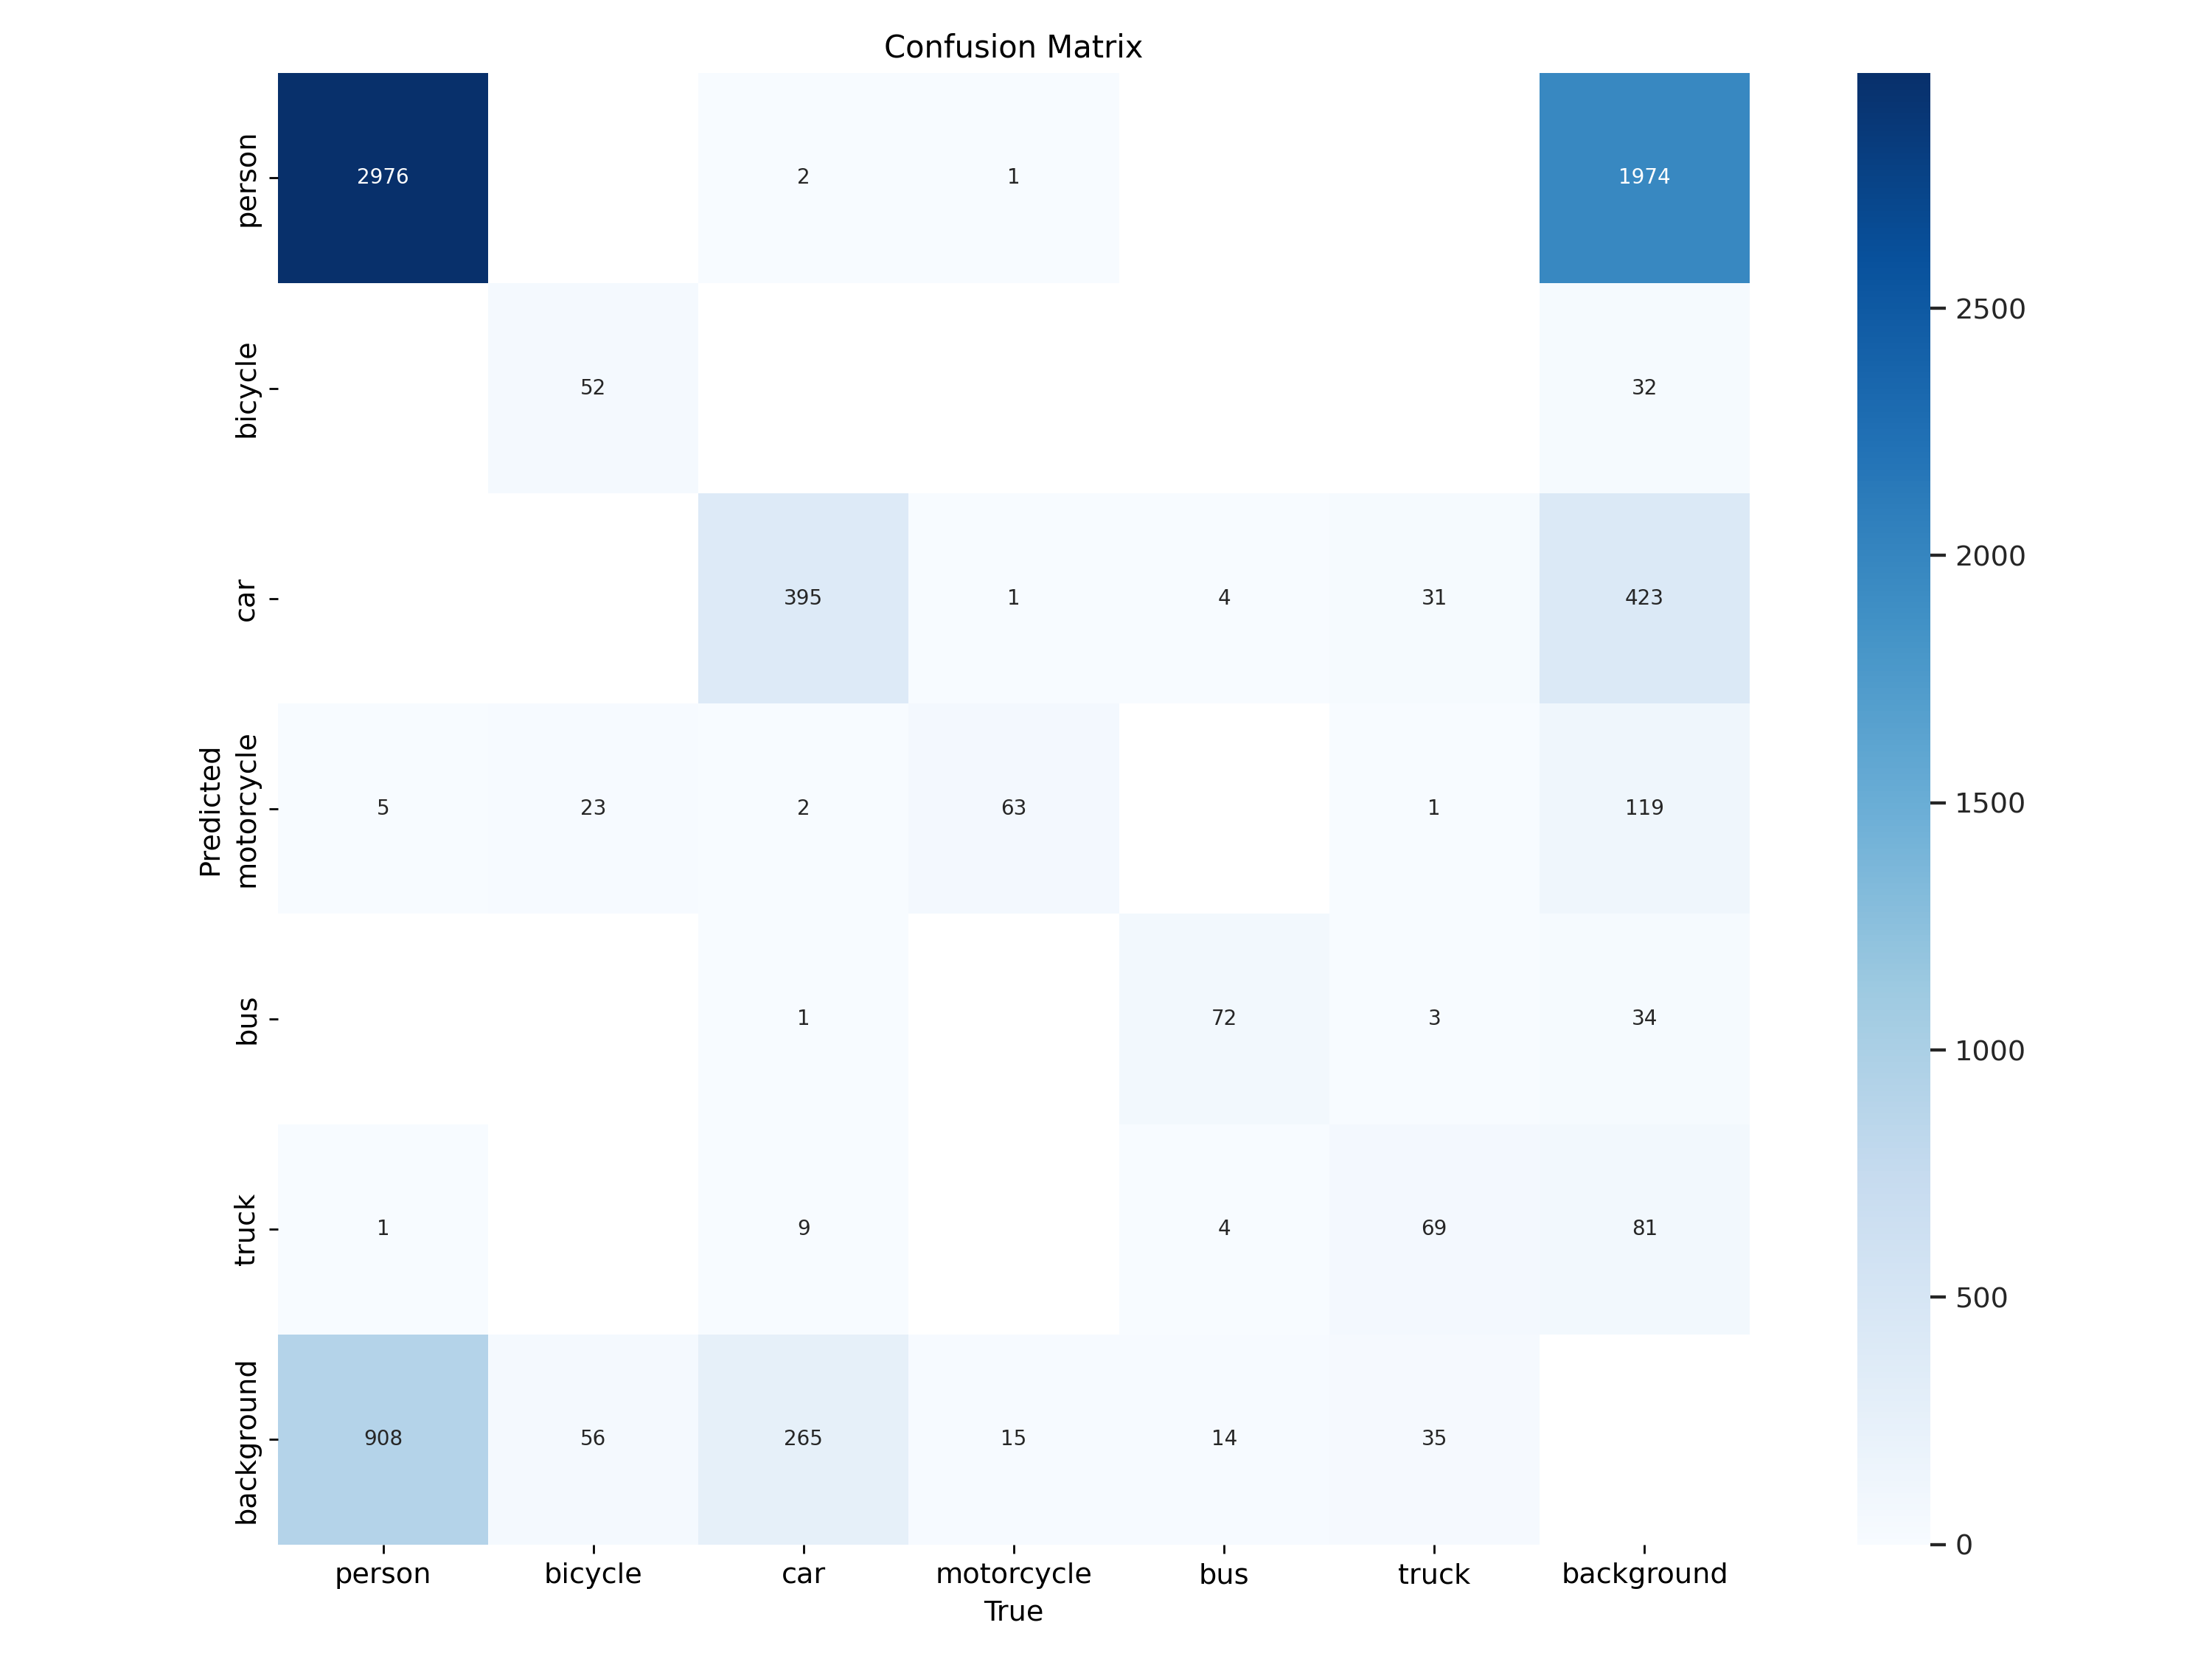 Confusion Matrix
person 2976 2 1 1974
bicycle 52 32
car 395 1 4 31 423
motorcycle 5 23 2 63 1 119
bus 1 72 3 34
truck 1 9 4 69 81
background 908 56 265 15 14 35
Predicted
person bicycle car motorcycle bus truck background
True
2500
2000
1500
1000
500
0